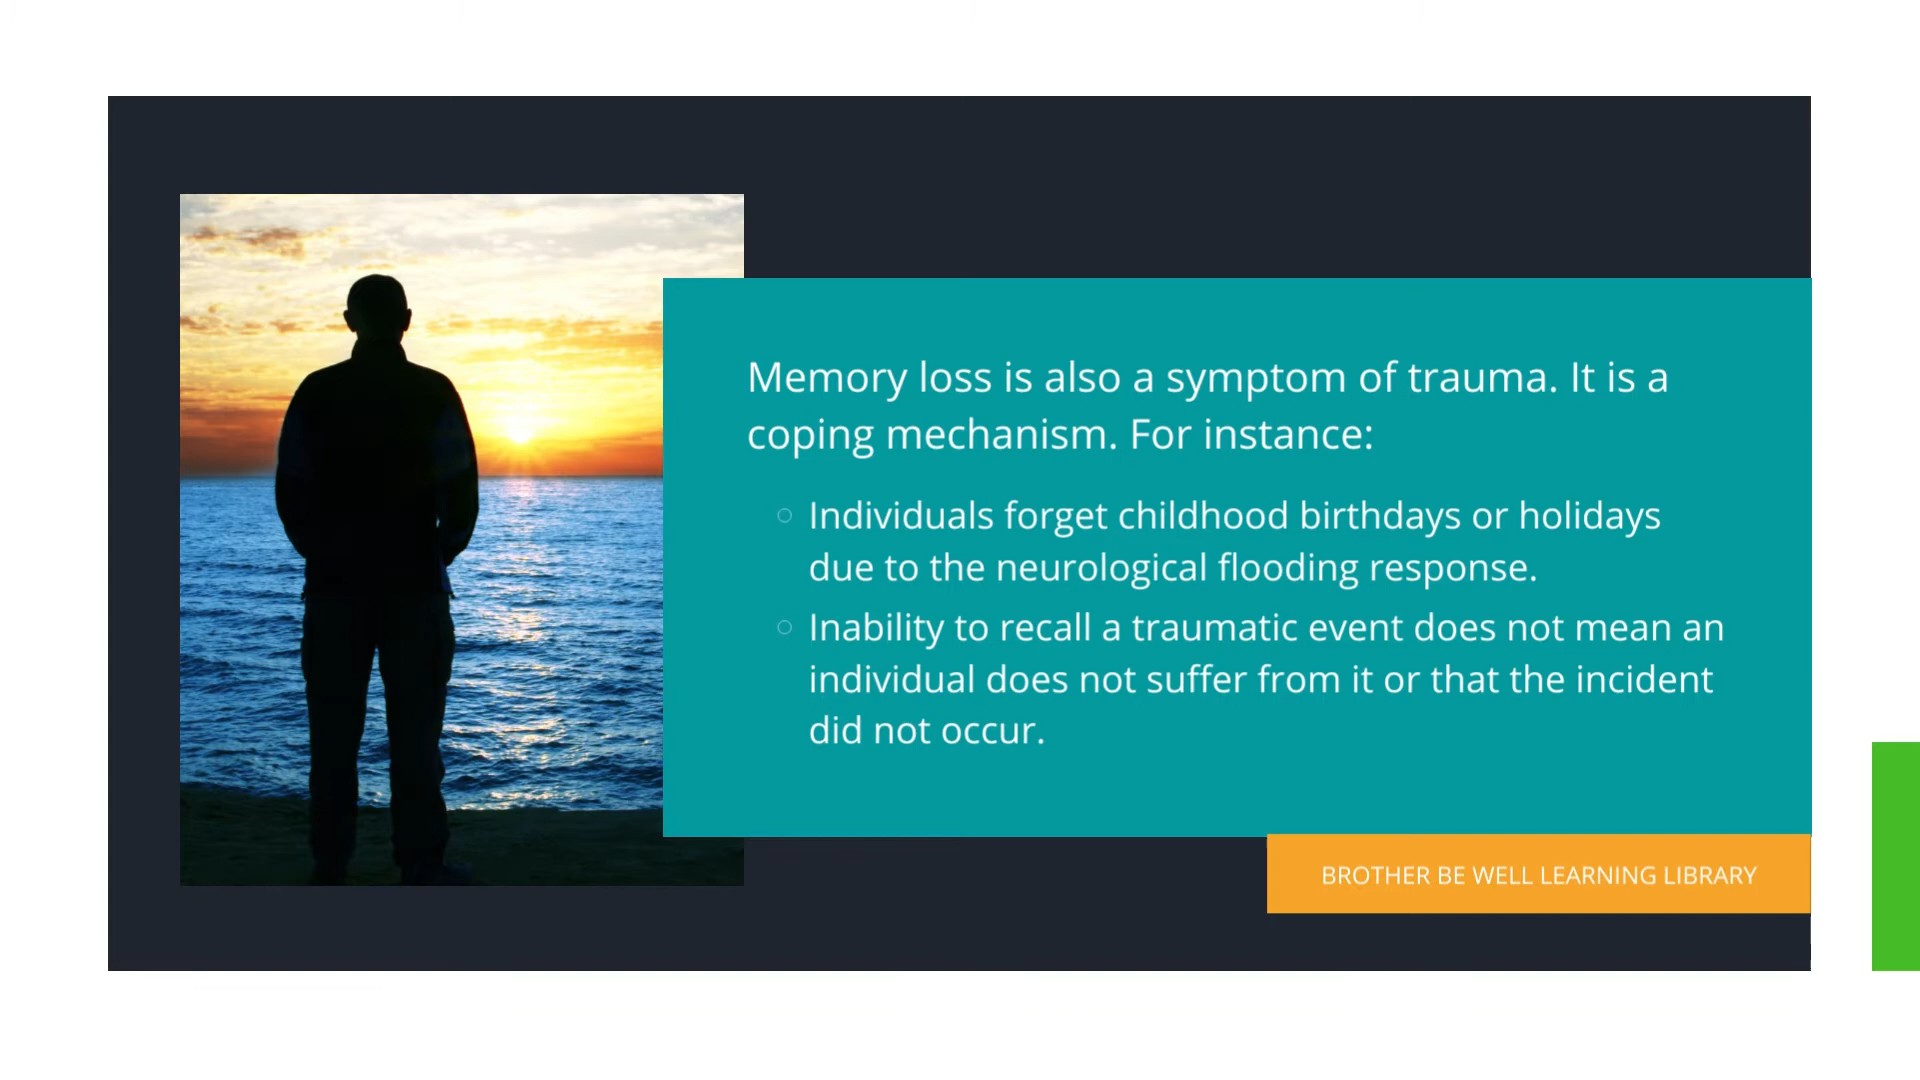 Memory loss is also a symptom of trauma. It is a
coping mechanism. For instance:
Individuals forget childhood birthdays or holidays
due to the neurological flooding response.
Inability to recall a traumatic event does not mean an
individual does not suffer from it or that the incident
did not occur.
BROTHER BE WELL LEARNING LIBRARY